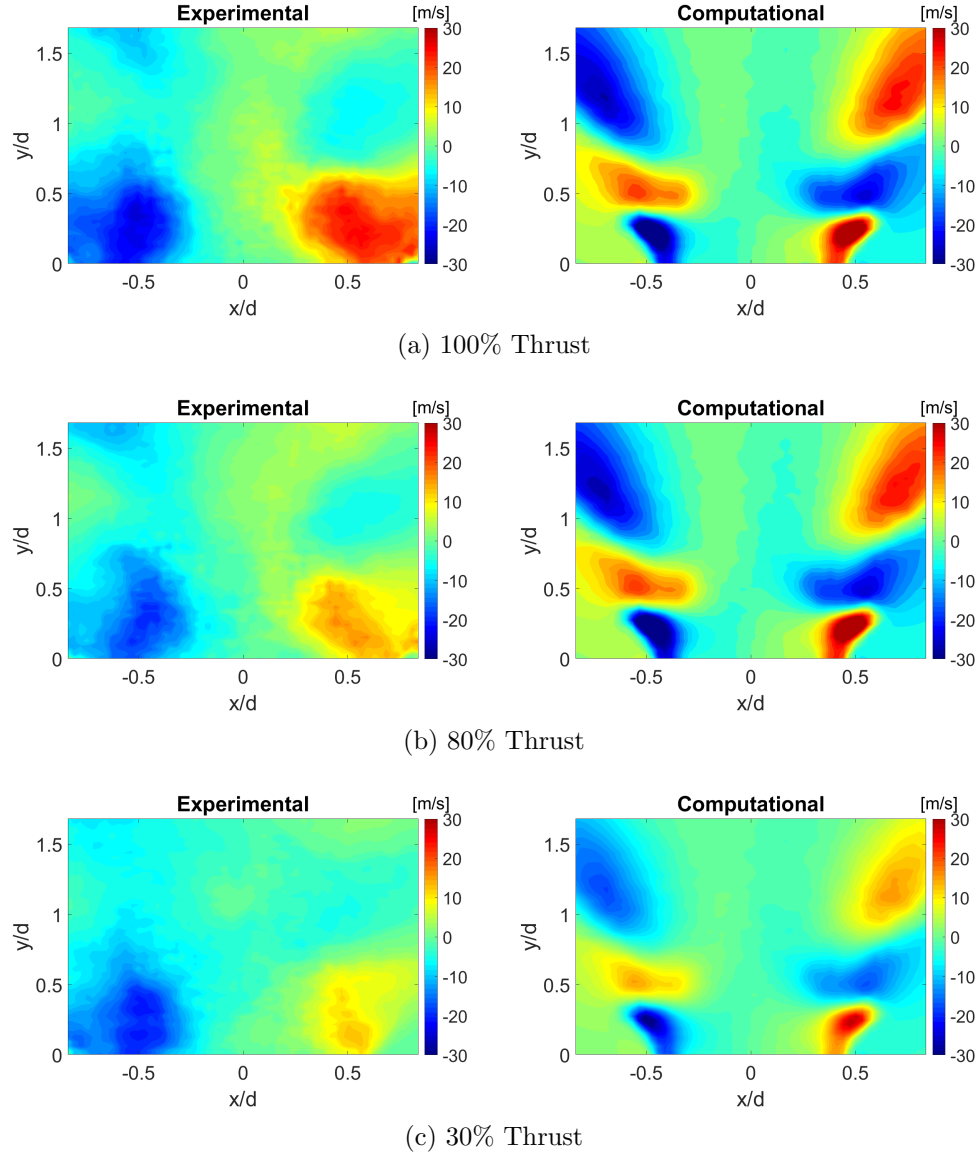 Experimental [m/s] Computational [m/s]
1.5 30 1.5 30
20 20
1 10 1 10
y/d 0 y/d 0
0.5 -10 0.5 -10
-20 -20
0 -30 0 -30
-0.5 0 0.5 -0.5 0 0.5
x/d x/d
(a) 100% Thrust
Experimental [m/s] Computational [m/s]
1.5 30 1.5 30
20 20
1 10 1 10
y/d 0 y/d 0
0.5 -10 0.5 -10
-20 -20
0 -30 0 -30
-0.5 0 0.5 -0.5 0 0.5
x/d x/d
(b) 80% Thrust
Experimental [m/s] Computational [m/s]
1.5 30 1.5 30
20 20
1 10 1 10
y/d 0 y/d 0
0.5 -10 0.5 -10
-20 -20
0 -30 0 -30
-0.5 0 0.5 -0.5 0 0.5
x/d x/d
(c) 30% Thrust